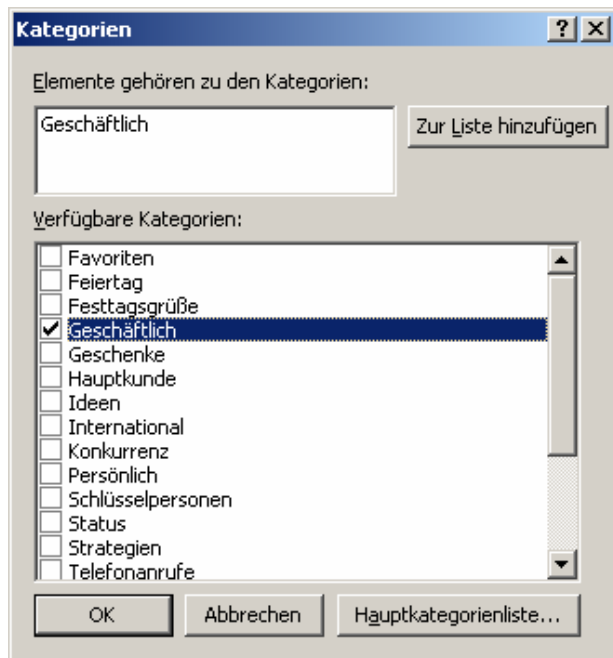 Kategorien
Elemente gehören zu den Kategorien:
Geschäftlich
Zur Liste hinzufügen
Verfügbare Kategorien:
Favoriten
Feiertag
Festtagsgrüße
Geschäftlich
Geschenke
Hauptkunde
Ideen
International
Konkurrenz
Persönlich
Schlüsselpersonen
Status
Strategien
Telefonanrufe
OK
Abbrechen
Hauptkategorienliste...